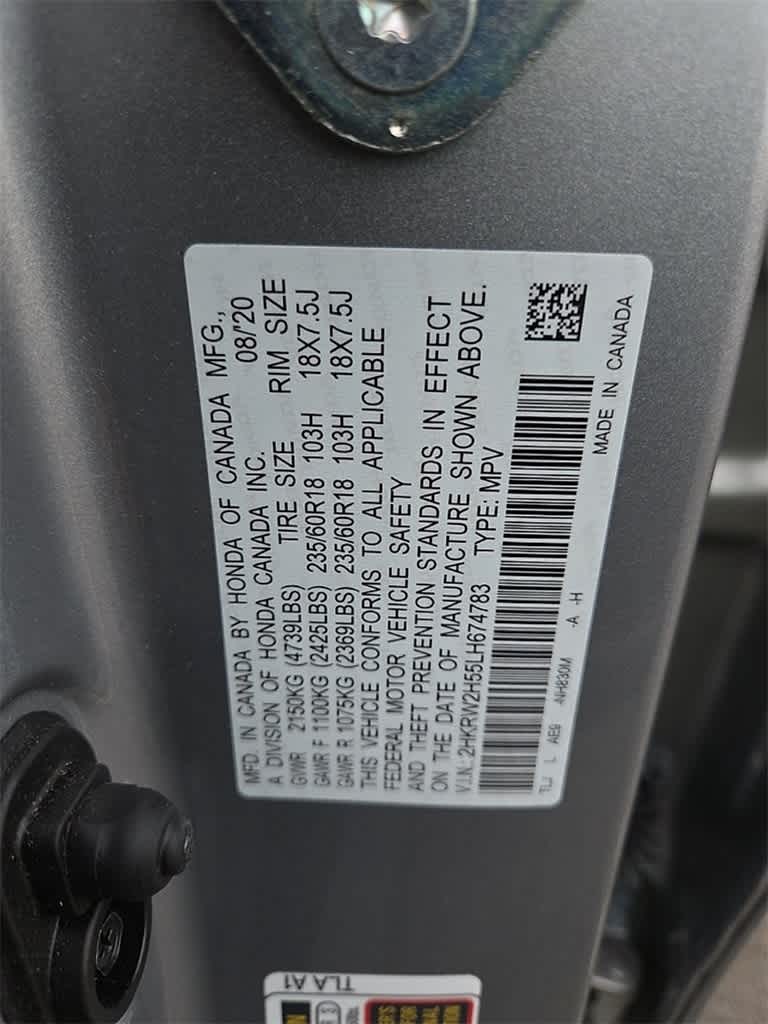 MFD. IN CANADA BY HONDA OF CANADA MFG.,
A DIVISION OF HONDA CANADA INC. 08/'20
GVWR 2150KG (4739LBS) TIRE SIZE RIM SIZE
GAWR F 1100KG (2425LBS) 235/60R18 103H 18X7.5J
GAWR R 1075KG (2369LBS) 235/60R18 103H 18X7.5J
THIS VEHICLE CONFORMS TO ALL APPLICABLE
FEDERAL MOTOR VEHICLE SAFETY
AND THEFT PREVENTION STANDARDS IN EFFECT
ON THE DATE OF MANUFACTURE SHOWN ABOVE.
V.I.N.: 2HKRW2H55LH674783 TYPE: MPV
TLJ L AE9 -NH830M -A -H
MADE IN CANADA
TLA A1